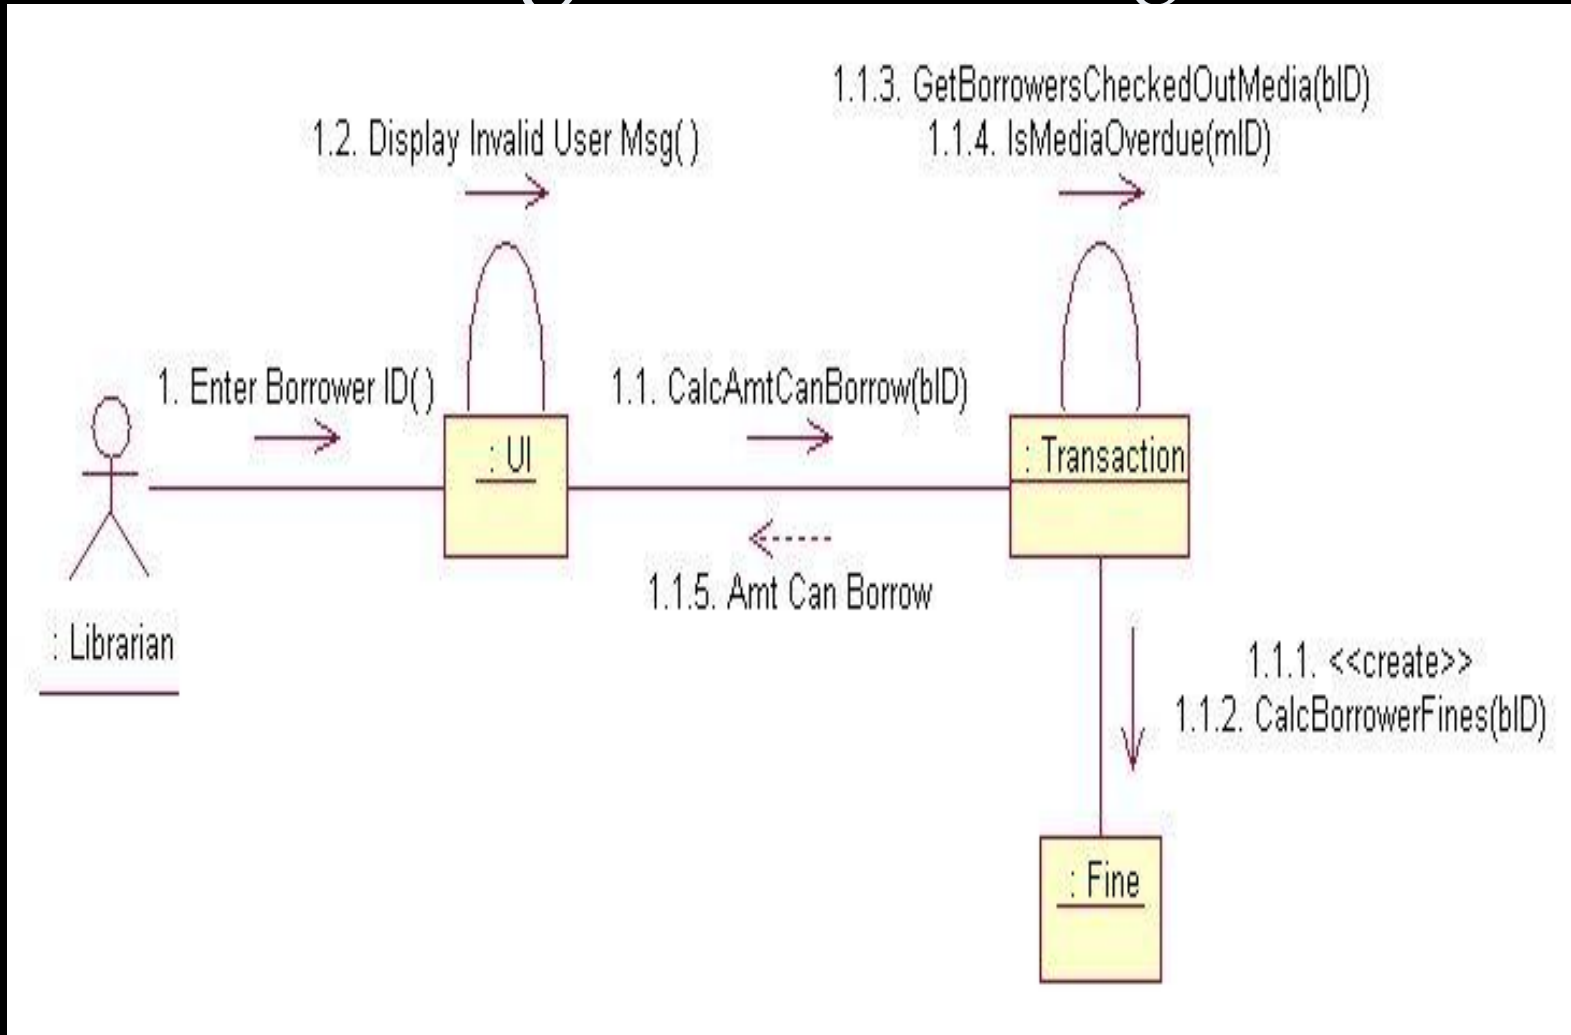 1.1.3. GetBorrowersCheckedOutMedia(bID)
1.2. Display Invalid User Msg( )
1.1.4. IsMediaOverdue(mID)
1. Enter Borrower ID( )
1.1. CalcAmtCanBorrow(bID)
: UI
: Transaction
1.1.5. Amt Can Borrow
: Librarian
1.1.1. <<create>>
1.1.2. CalcBorrowerFines(bID)
: Fine